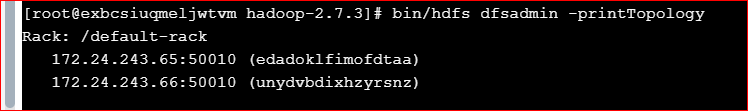 [root@exbcsiuqmeljwtvm hadoop-2.7.3]# bin/hdfs dfsadmin -printTopology
Rack: /default-rack
172.24.243.65:50010 (edadoklfimofdtaa)
172.24.243.66:50010 (unydvbdixhzyrsnz)